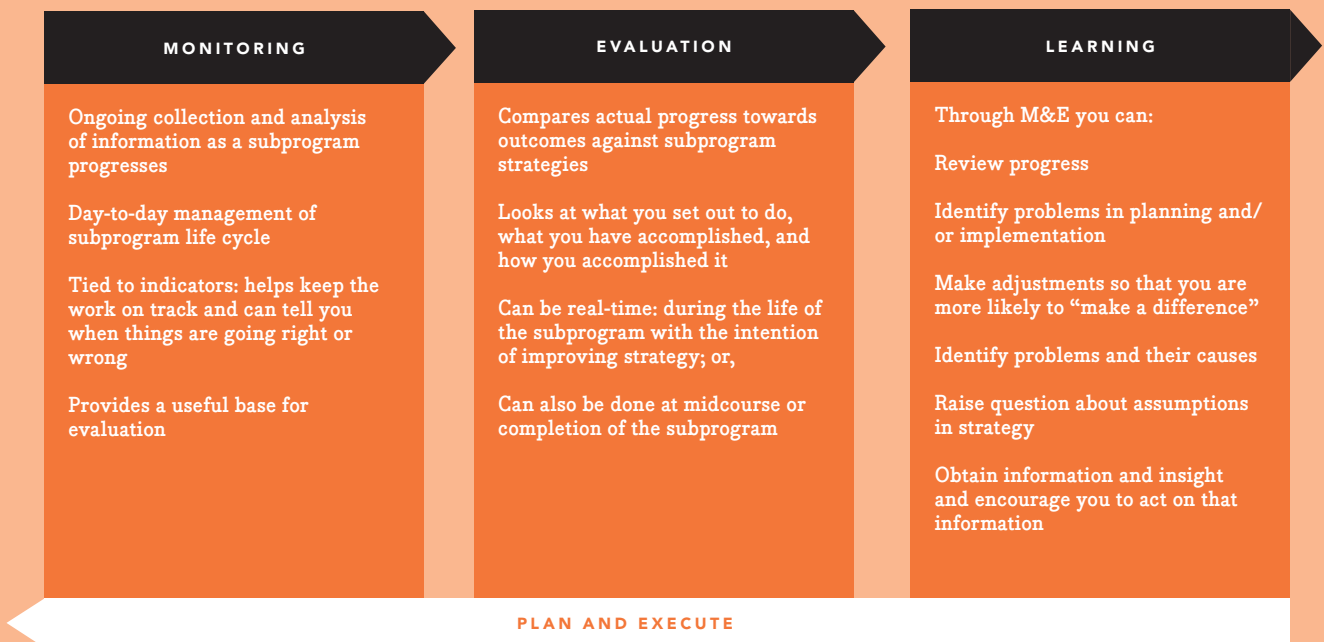 MONITORING
Ongoing collection and analysis
of information as a subprogram
progresses
Day-to-day management of
subprogram life cycle
Tied to indicators: helps keep the
work on track and can tell you
when things are going right or
wrong
Provides a useful base for
evaluation
EVALUATION
Compares actual progress towards
outcomes against subprogram
strategies
Looks at what you set out to do,
what you have accomplished, and
how you accomplished it
Can be real-time: during the life of
the subprogram with the intention
of improving strategy; or,
Can also be done at midcourse or
completion of the subprogram
LEARNING
Through M&E you can:
Review progress
Identify problems in planning and/
or implementation
Make adjustments so that you are
more likely to “make a difference”
Identify problems and their causes
Raise question about assumptions
in strategy
Obtain information and insight
and encourage you to act on that
information
PLAN AND EXECUTE